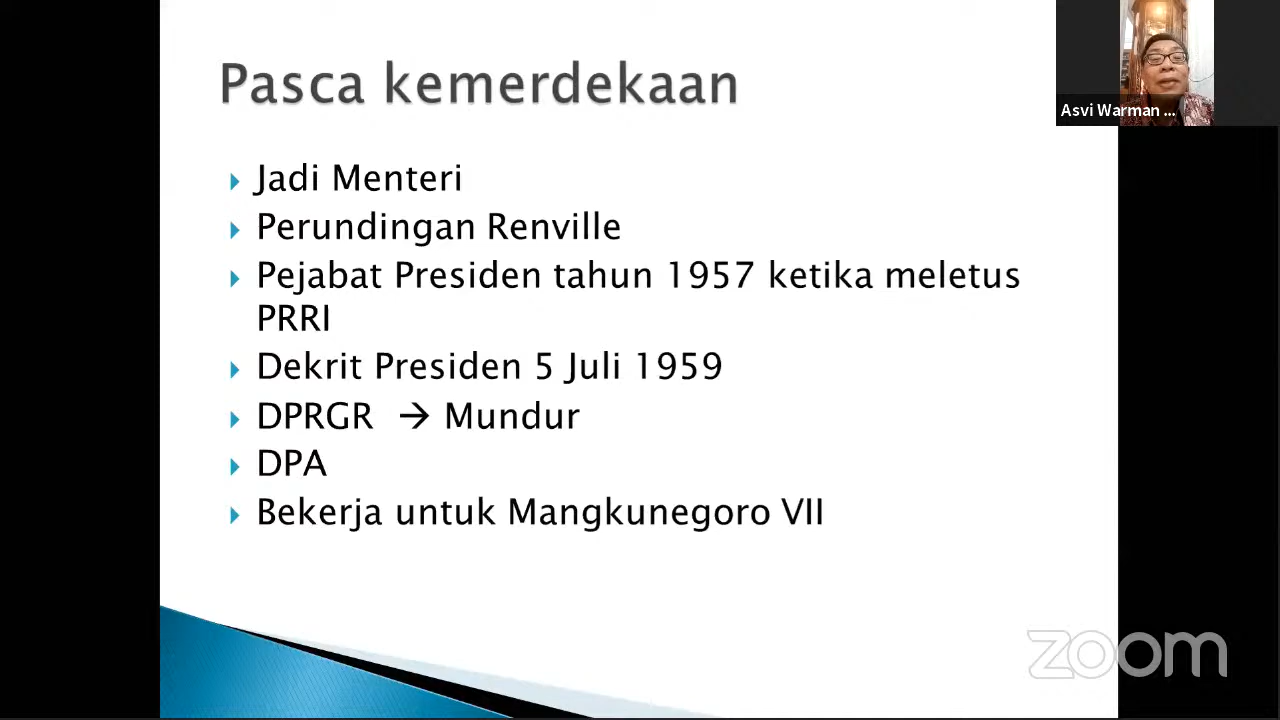 Pasca kemerdekaan
Asvi Warman ...
Jadi Menteri
Perundingan Renville
Pejabat Presiden tahun 1957 ketika meletus
PRRI
Dekrit Presiden 5 Juli 1959
DPRGR → Mundur
DPA
Bekerja untuk Mangkunegoro VII
zoom